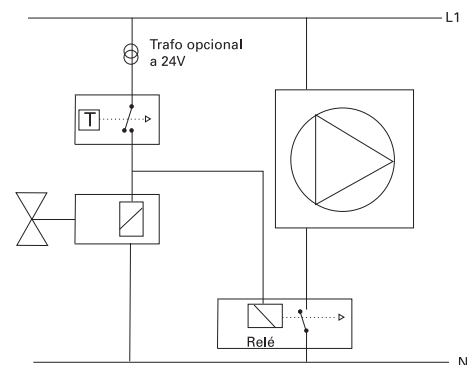 L1
Trafo opcional
a 24V
T
Relé
N